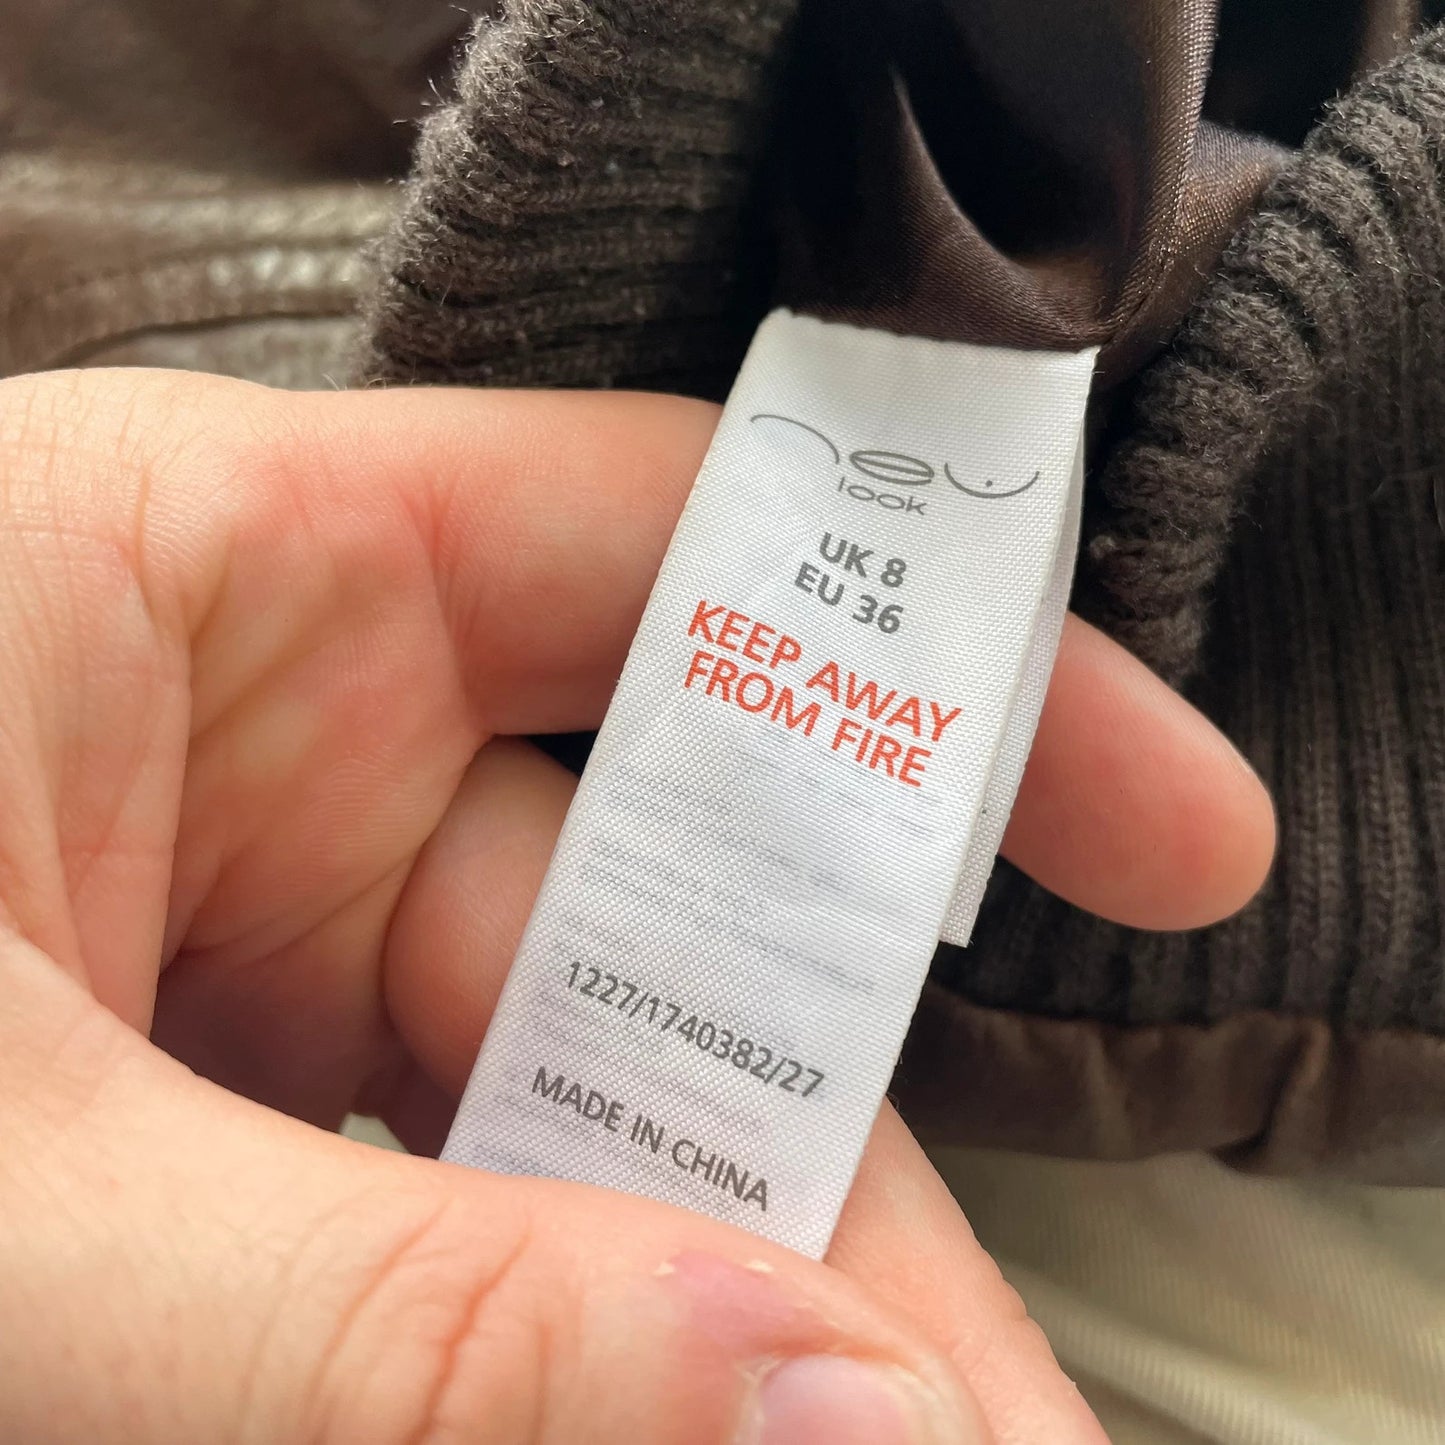 new
look
UK 8
EU 36
KEEP AWAY
FROM FIRE
1227/1740382/27
MADE IN CHINA